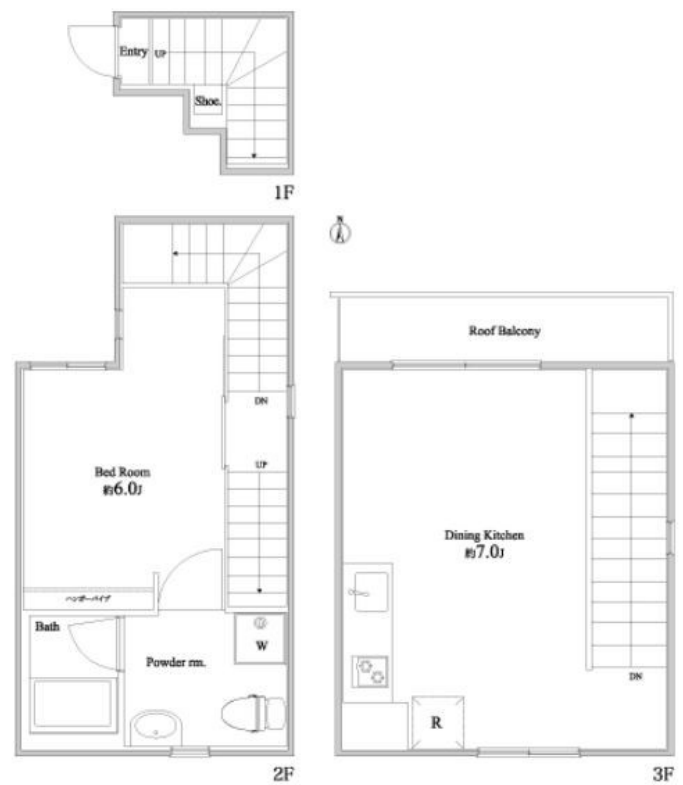 Entry
UP
Shoe.
1F
N
Roof Balcony
DN
UP
Bed Room
約6.0J
Dining Kitchen
約7.0J
ハンガーパイプ
Bath
W
Powder rm.
DN
R
2F
3F